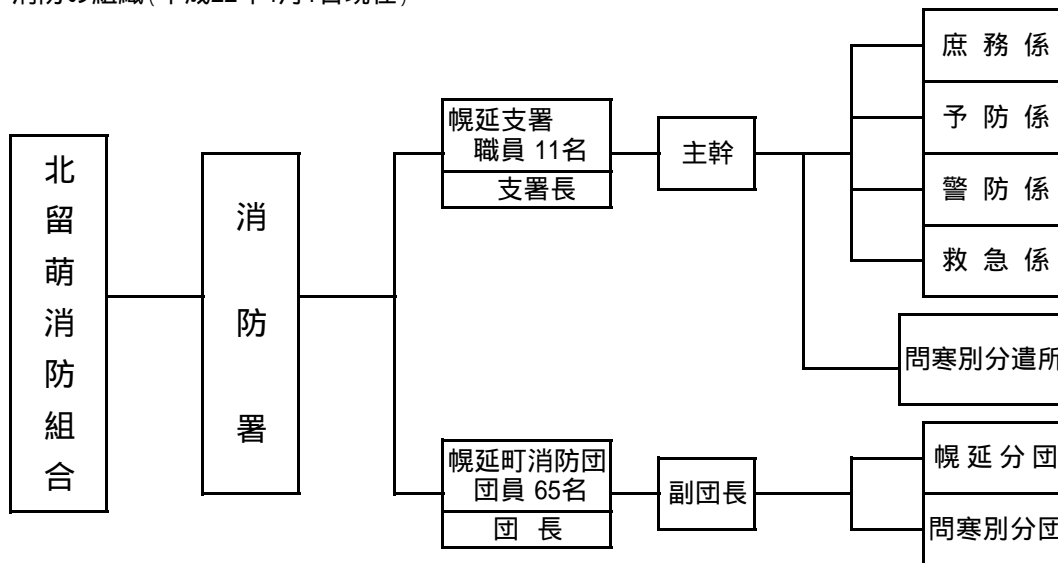 北留萌消防組合
消防署
幌延支署
職員 11名
支署長
主幹
庶務係
予防係
警防係
救急係
問寒別分遣所
幌延町消防団
団員 65名
団長
副団長
幌延分団
問寒別分団